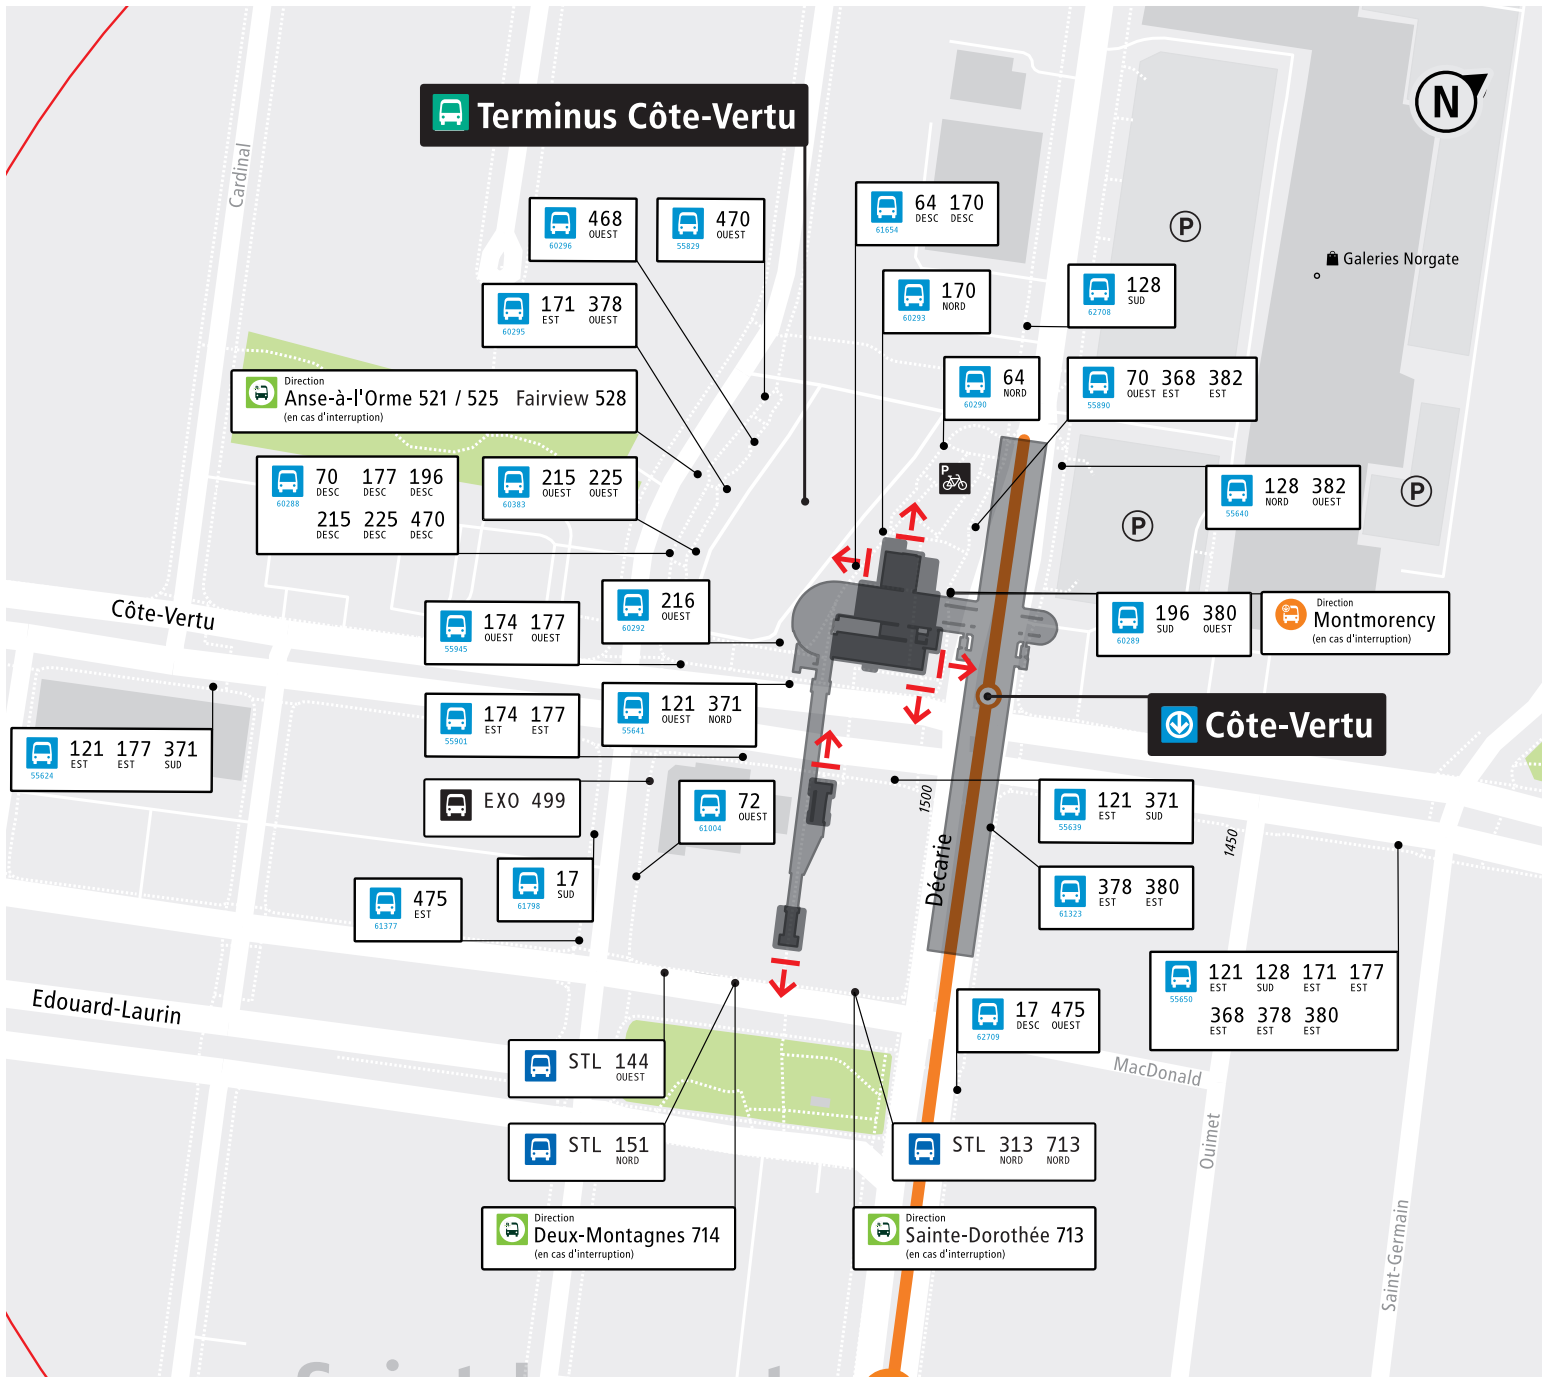 N
Terminus Côte-Vertu
Cardinal
468
OUEST
60296
470
OUEST
55829
64 170
DESC DESC
61654
P
Galeries Norgate
171 378
EST OUEST
60295
170
NORD
60293
128
SUD
62708
Direction
Anse-à-l'Orme 521 / 525 Fairview 528
(en cas d'interruption)
64
NORD
60290
70 368 382
OUEST EST EST
55890
70 177 196
DESC DESC DESC
60288
215 225 470
DESC DESC DESC
215 225
OUEST OUEST
60383
P
128 382
NORD OUEST
55640
P
P
Côte-Vertu
216
OUEST
60292
174 177
OUEST OUEST
55945
196 380
SUD OUEST
60289
Direction
Montmorency
(en cas d'interruption)
174 177
EST EST
55901
121 371
OUEST NORD
55641
Côte-Vertu
121 177 371
EST EST SUD
55624
EXO 499
72
OUEST
61004
1500
121 371
EST SUD
55639
1450
Décarie
17
SUD
61798
475
EST
61377
378 380
EST EST
61323
121 128 171 177
EST SUD EST EST
55650
368 378 380
EST EST EST
Edouard-Laurin
17 475
DESC OUEST
62709
STL 144
OUEST
MacDonald
Ouimet
STL 151
NORD
STL 313 713
NORD NORD
Saint-Germain
Direction
Deux-Montagnes 714
(en cas d'interruption)
Direction
Sainte-Dorothée 713
(en cas d'interruption)